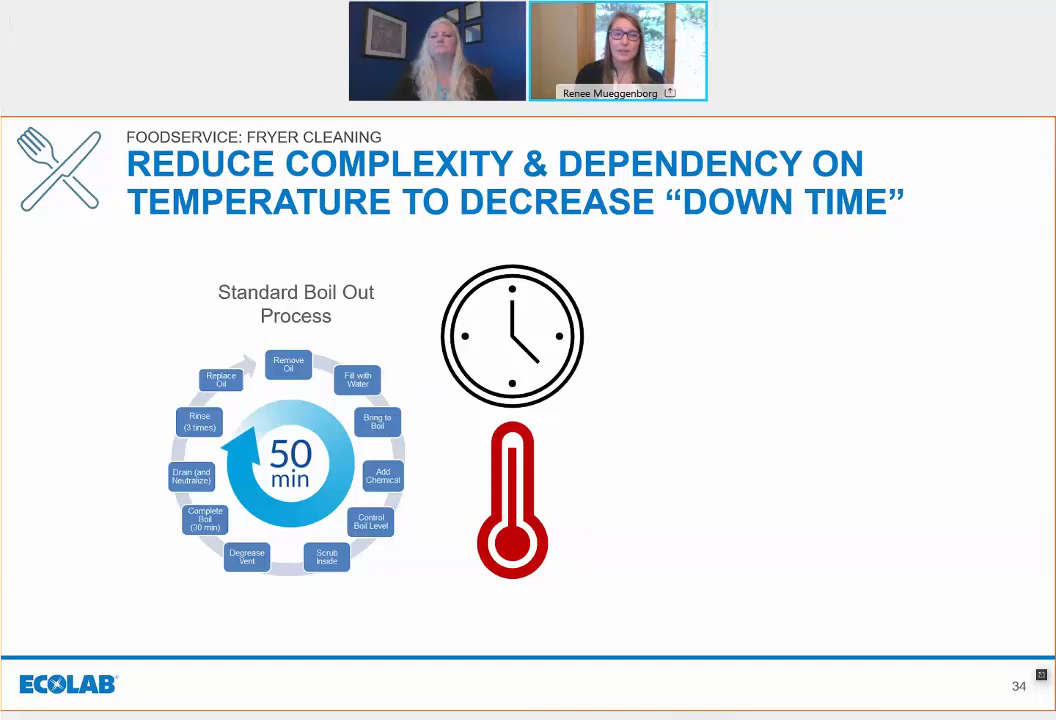 Renee Mueggenborg
FOODSERVICE: FRYER CLEANING
REDUCE COMPLEXITY & DEPENDENCY ON
TEMPERATURE TO DECREASE “DOWN TIME”
Standard Boil Out
Process
Remove
Oil
Fill with
Water
Bring to
Boil
Add
Chemical
Control
Boil Level
Scrub
Inside
Degrease
Vent
Complete
Boil
(30 min)
Drain (and
Neutralize)
Rinse
(3 times)
Replace
Oil
50
min
ECOLAB®
34